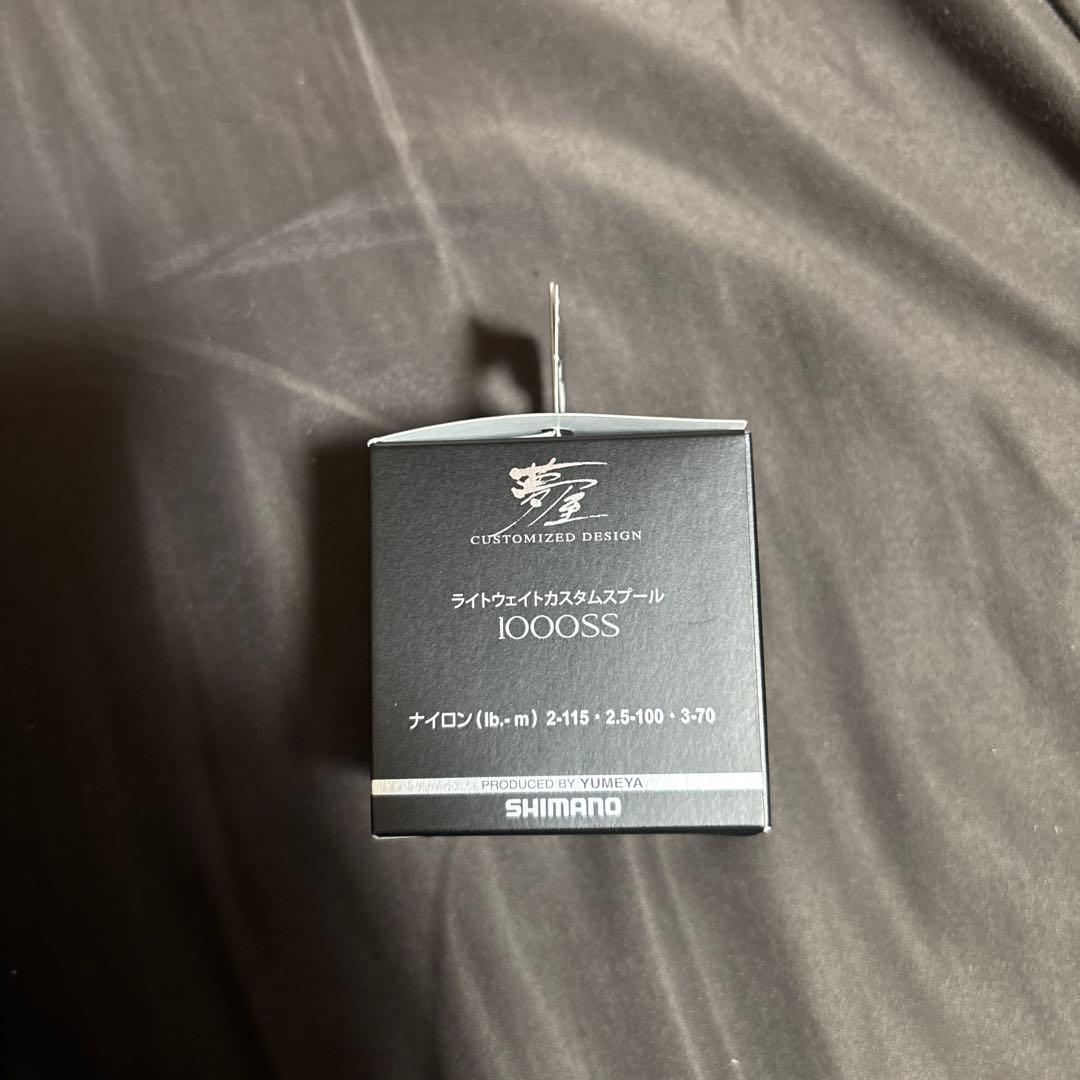 夢屋
CUSTOMIZED DESIGN
ライトウェイトカスタムスプール
1000SS
ナイロン(lb.-m) 2-115・2.5-100・3-70
PRODUCED BY YUMEYA
SHIMANO